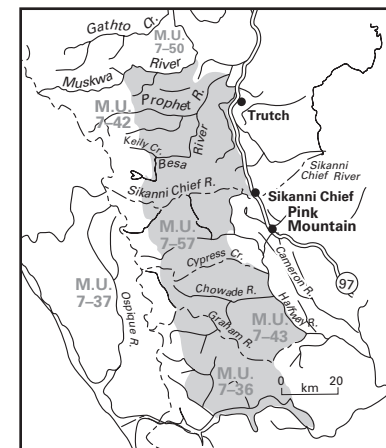 Gathto Cr.
M.U.
7–50
Muskwa River
M.U.
7–42
Prophet R.
Trutch
Keily Cr.
Besa River
Sikanni Chief River
Sikanni Chief R.
Sikanni Chief
Pink
Mountain
M.U.
7–57
Cypress Cr.
Cameron R.
97
M.U.
7–37
Ospique R.
Chowade R.
Halfway R.
Graham R.
M.U.
7–43
M.U.
7–36
0 20
km